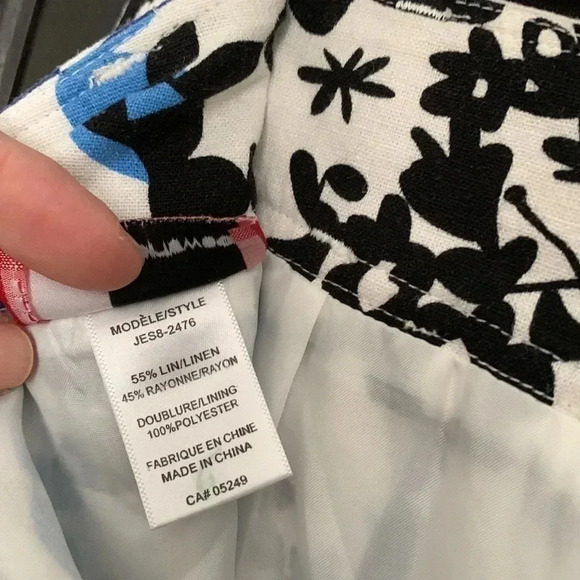 MODÈLE/STYLE
JES8-2476
55% LIN/LINEN
45% RAYONNE/RAYON
DOUBLURE/LINING
100%POLYESTER
FABRIQUE EN CHINE
MADE IN CHINA
CA# 05249